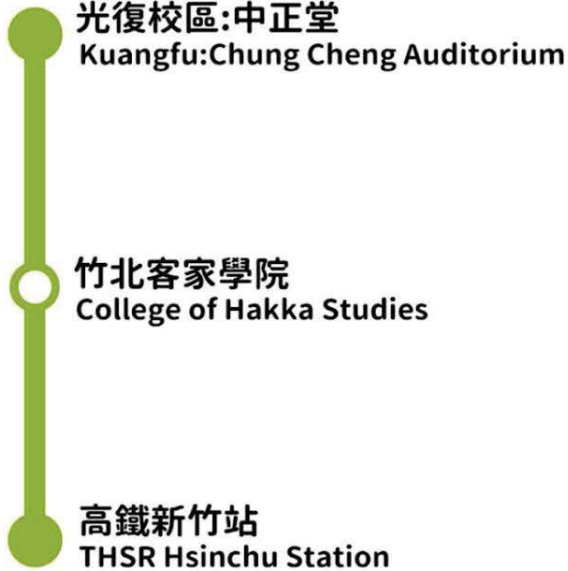 光復校區:中正堂
Kuangfu:Chung Cheng Auditorium
竹北客家學院
College of Hakka Studies
高鐵新竹站
THSR Hsinchu Station